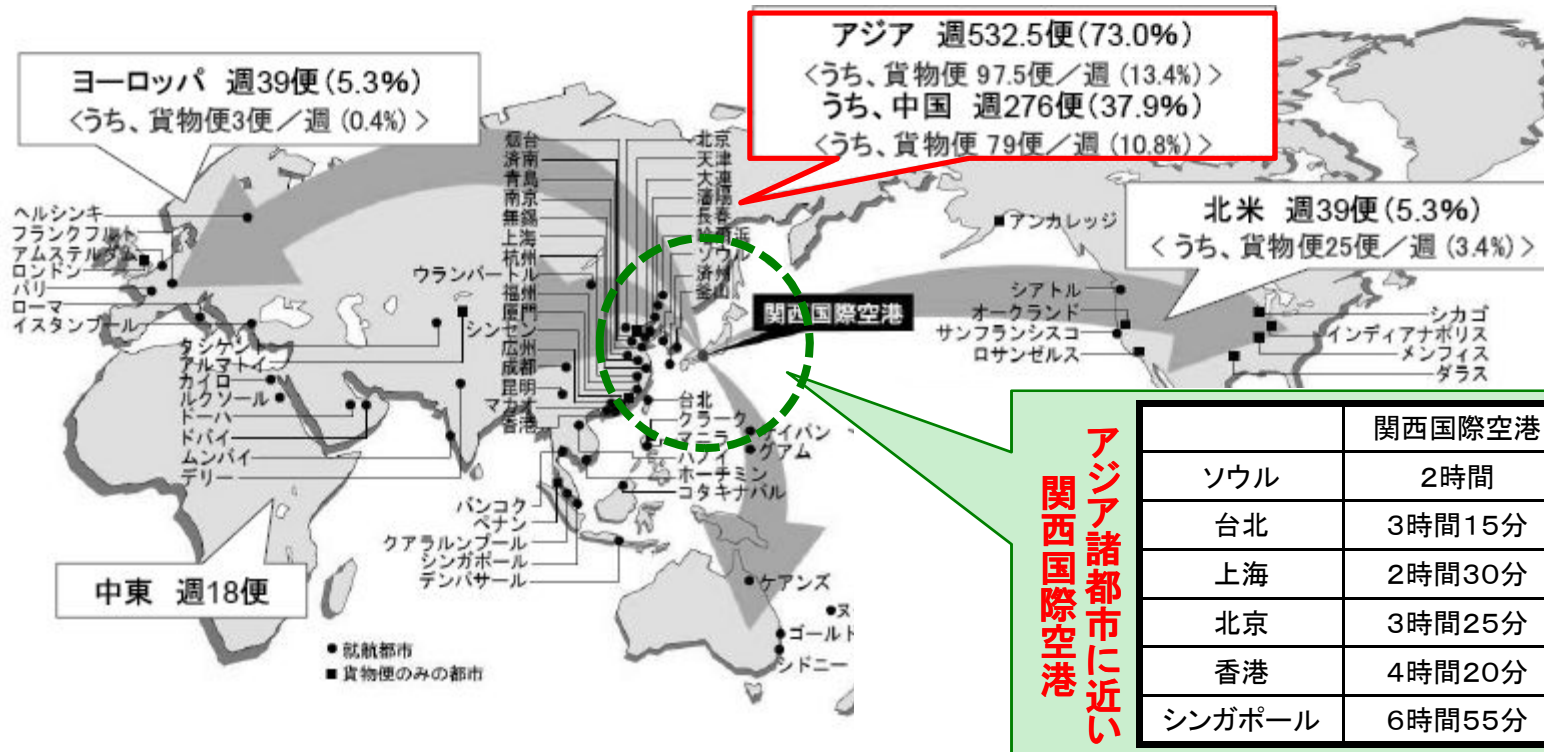 アジア 週532.5便(73.0%)
<うち、貨物便 97.5便/週 (13.4%)>
うち、中国 週276便(37.9%)
<うち、貨物便 79便/週 (10.8%)>
ヨーロッパ 週39便(5.3%)
<うち、貨物便3便/週 (0.4%)>
北米 週39便(5.3%)
<うち、貨物便25便/週 (3.4%)>
中東 週18便
ヘルシンキ
フランクフルト
アムステルダム
ロンドン
パリ
ローマ
イスタンブール
タシケント
アルマトイ
カイロ
ルクソール
ドーハ
ドバイ
ムンバイ
デリー
烟台
済南
青島
南京
無錫
上海
杭州
ウランバートル
福州
厦門
シンセン
広州
成都
昆明
マカオ
香港
北京
天津
大連
瀋陽
長春
ソウル
済州
釜山
関西国際空港
台北
クラーク
マニラ
ハノイ
ホーチミン
コタキナバル
サイパン
グアム
バンコク
ペナン
クアラルンプール
シンガポール
デンパサール
ケアンズ
ヌ
ゴールド
シドニー
アンカレッジ
シアトル
オークランド
サンフランシスコ
ロサンゼルス
シカゴ
インディアナポリス
メンフィス
ダラス
●就航都市
■貨物便のみの都市
アジア諸都市に近い
関西国際空港
関西国際空港
ソウル 2時間
台北 3時間15分
上海 2時間30分
北京 3時間25分
香港 4時間20分
シンガポール 6時間55分